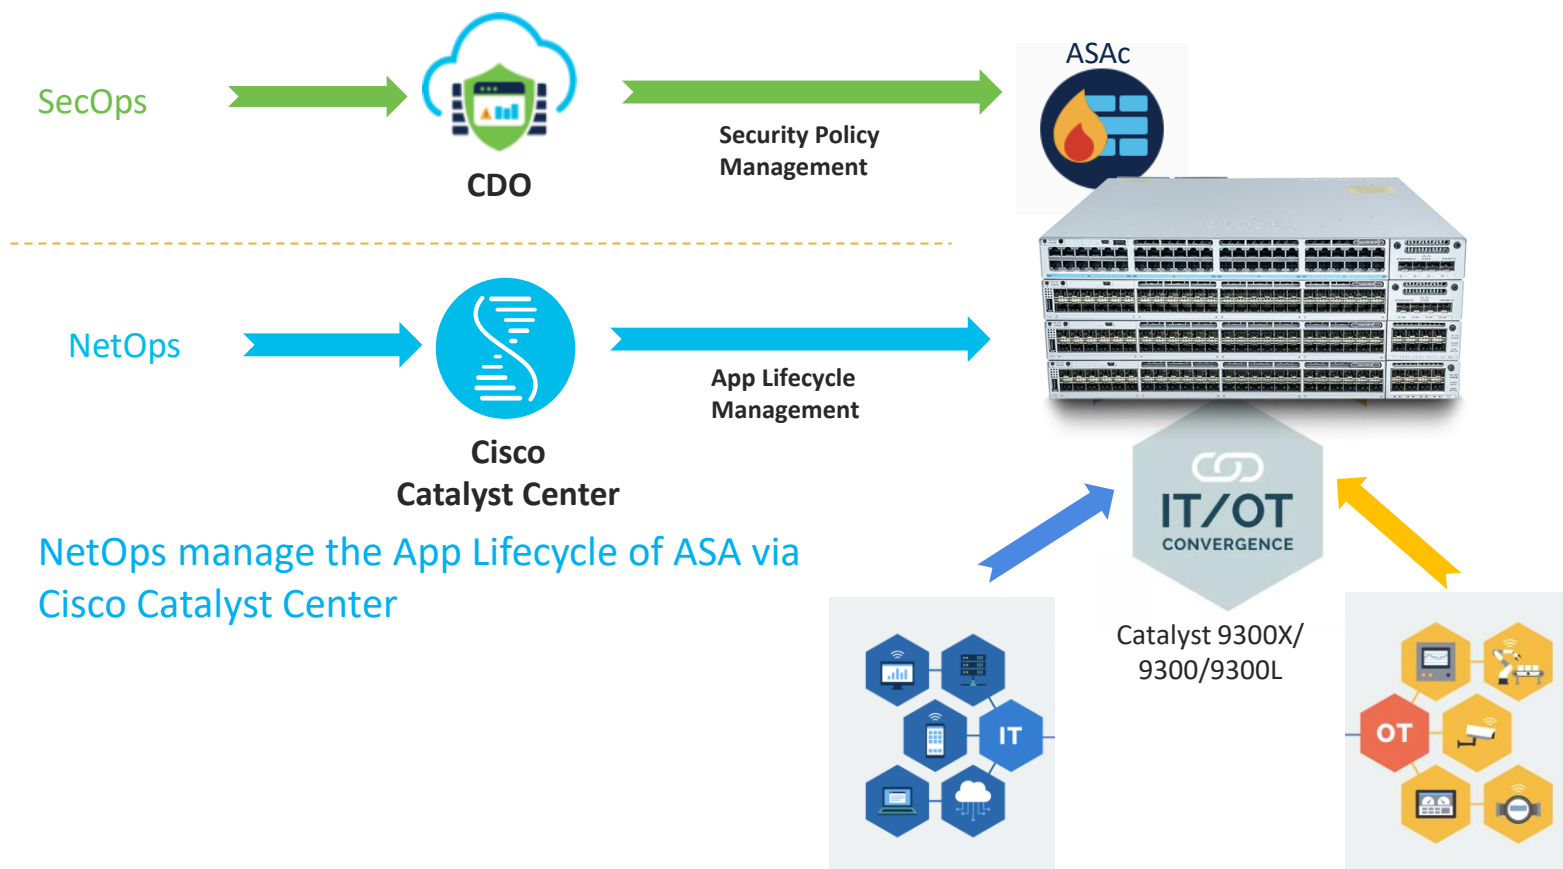 SecOps
CDO
Security Policy
Management
ASAc
NetOps
Cisco
Catalyst Center
App Lifecycle
Management
NetOps manage the App Lifecycle of ASA via
Cisco Catalyst Center
IT/OT
CONVERGENCE
Catalyst 9300X/
9300/9300L
IT
OT